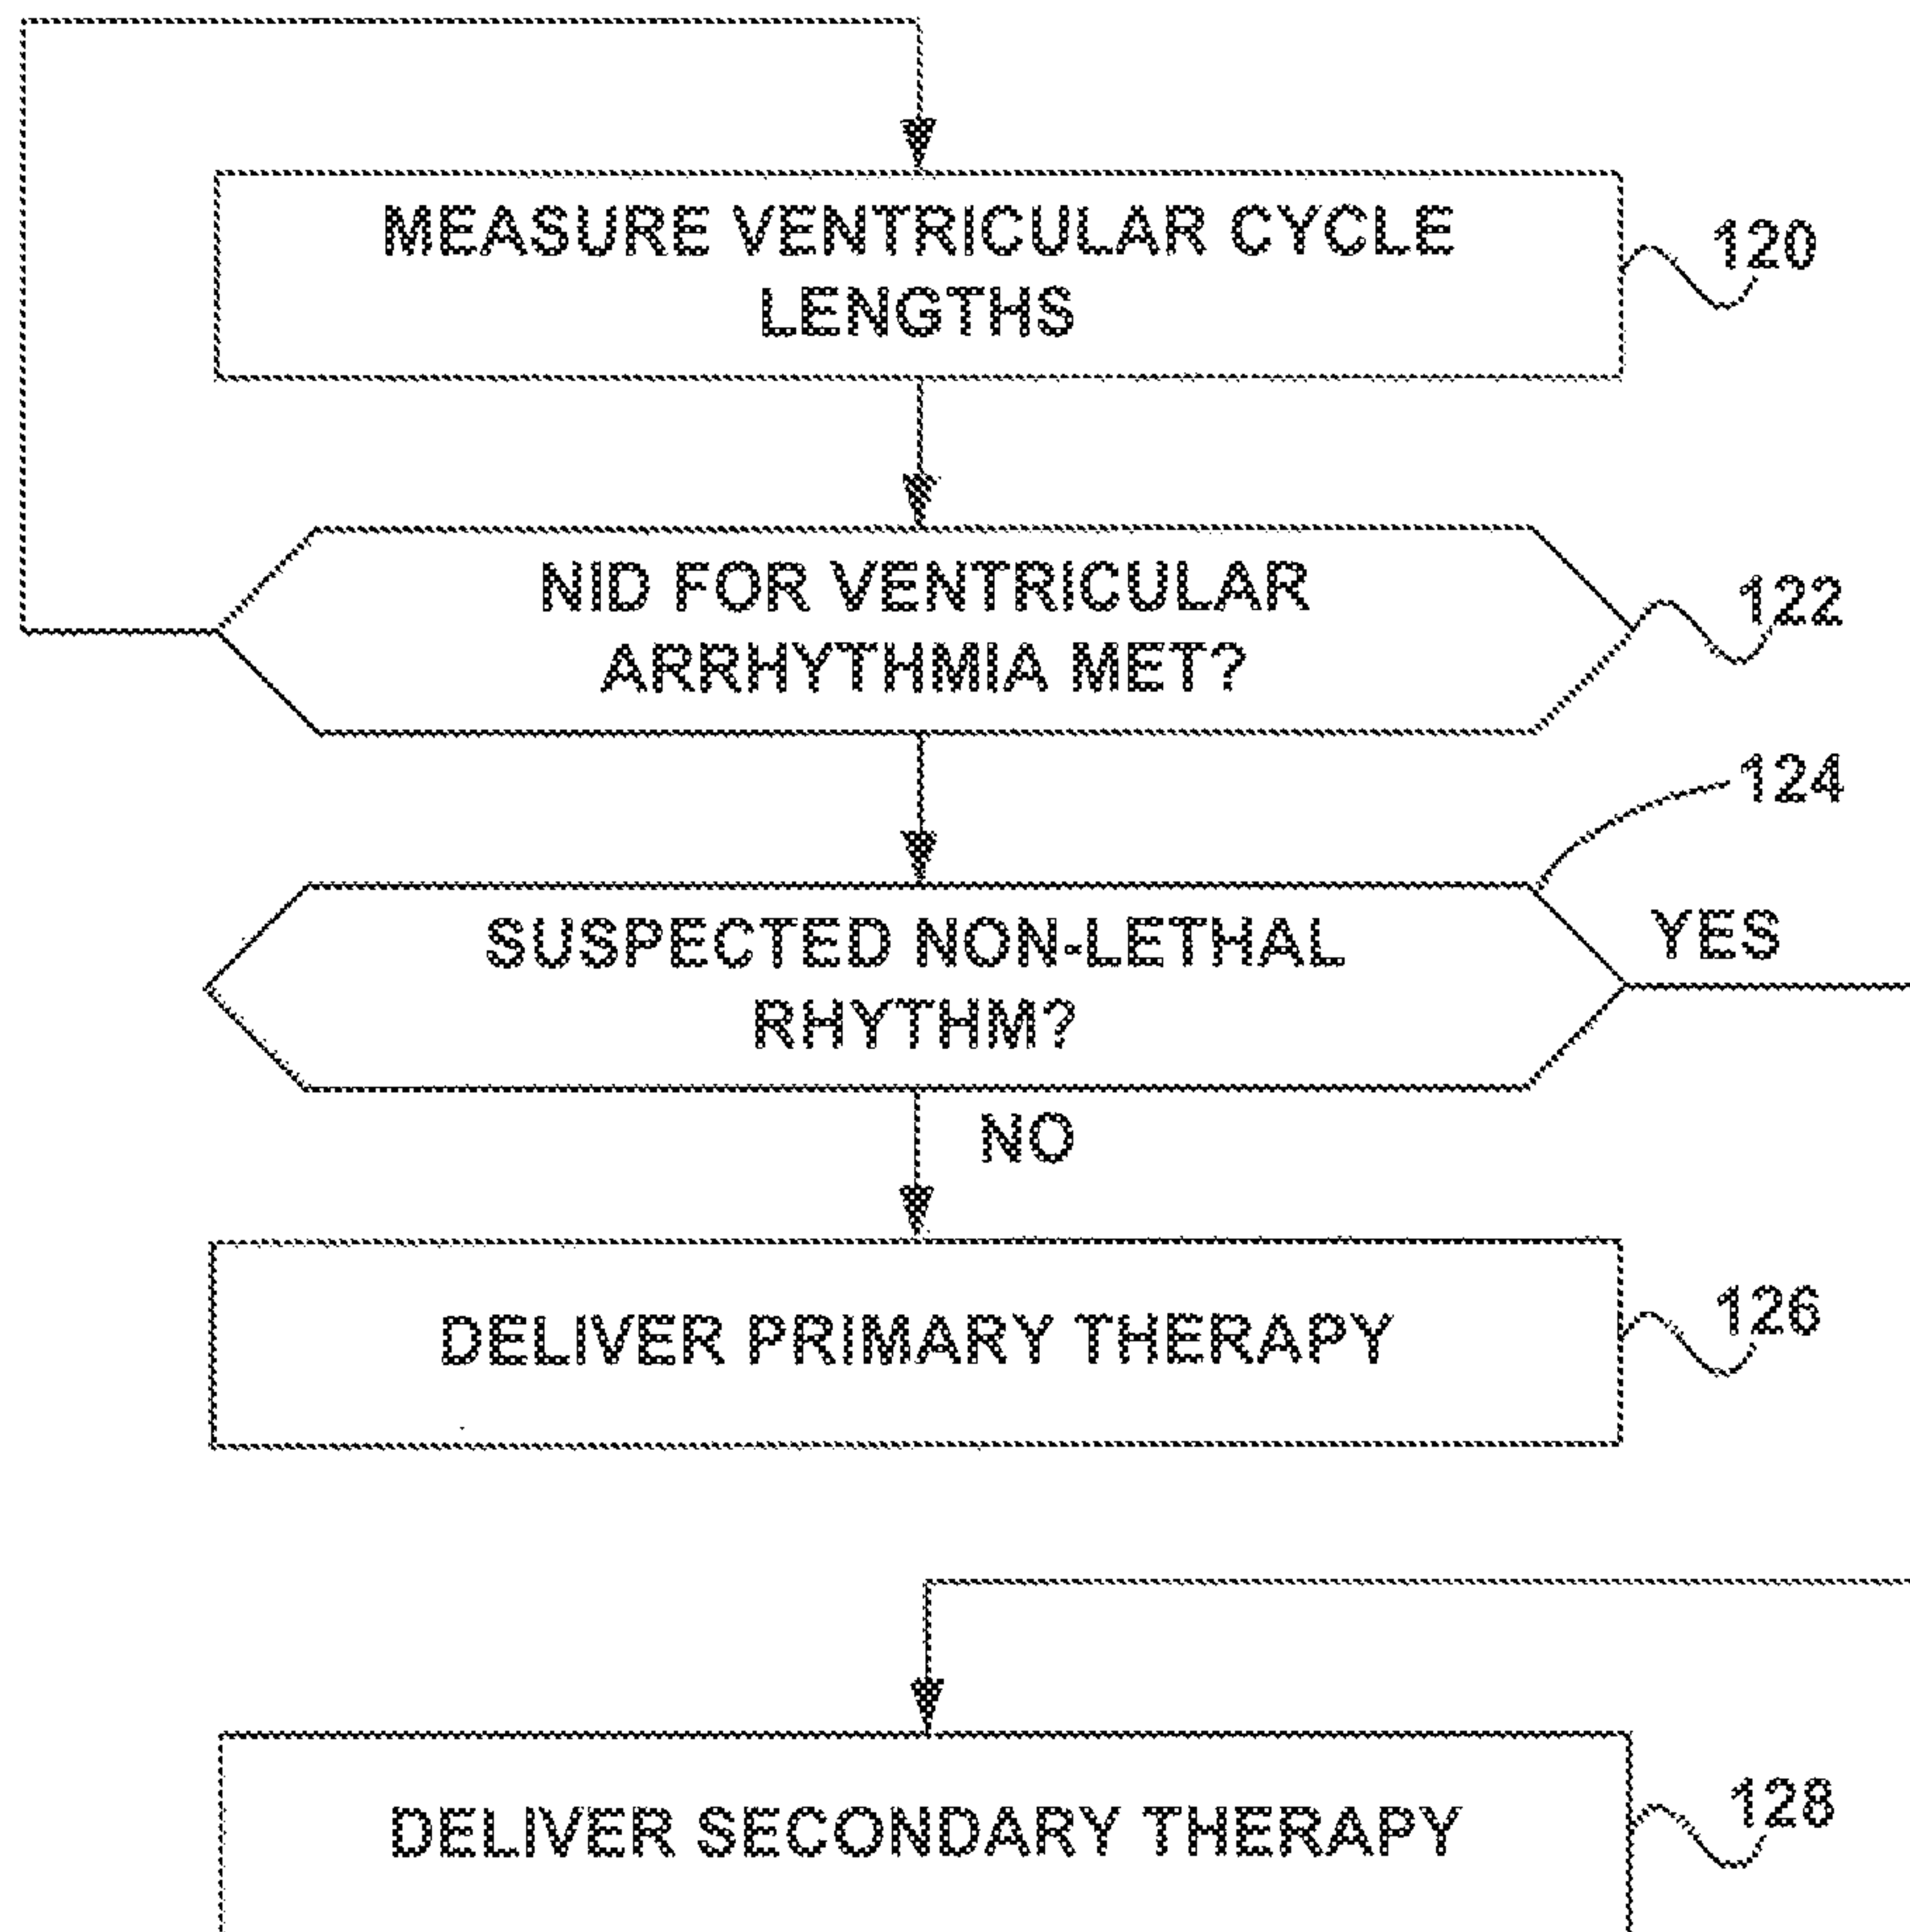 MEASURE VENTRICULAR CYCLE
LENGTHS
120
NID FOR VENTRICULAR
ARRHYTHMIA MET?
122
124
SUSPECTED NON-LETHAL
RHYTHM?
YES
NO
DELIVER PRIMARY THERAPY
126
DELIVER SECONDARY THERAPY
128